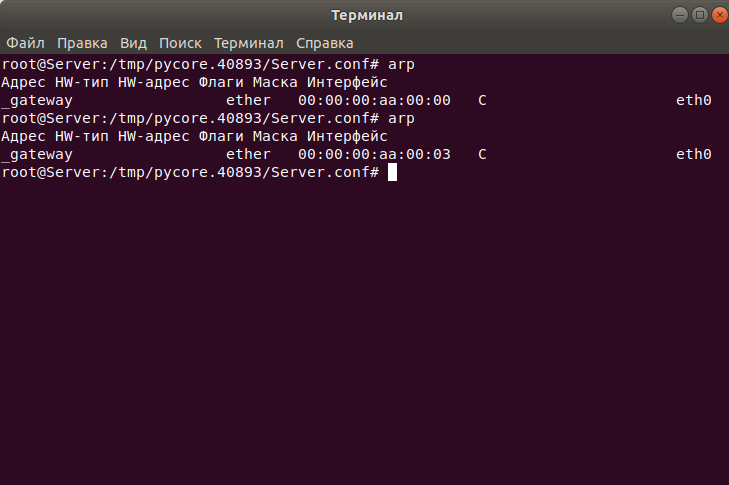 Терминал
Файл Правка Вид Поиск Терминал Справка
root@Server:/tmp/pycore.40893/Server.conf# arp
Адрес HW-тип HW-адрес Флаги Маска Интерфейс
_gateway ether 00:00:00:aa:00:00 C eth0
root@Server:/tmp/pycore.40893/Server.conf# arp
Адрес HW-тип HW-адрес Флаги Маска Интерфейс
_gateway ether 00:00:00:aa:00:03 C eth0
root@Server:/tmp/pycore.40893/Server.conf#